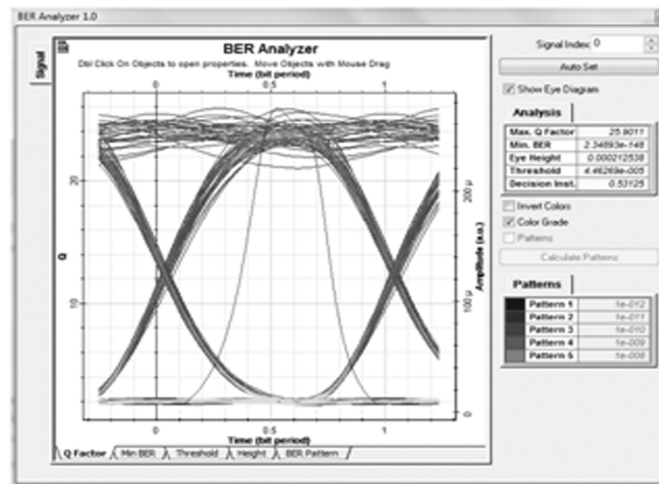 BER Analyzer 1.0
Signal
BER Analyzer
Dbl Click On Objects to open properties. Move Objects with Mouse Drag
Time (bit period)
0 0.5 1
Q
20
10
Amplitude (a.u.)
200 µ
100 µ
0
0 0.5 1
Time (bit period)
Q Factor Min BER Threshold Height BER Pattern
Signal Index: 0
Auto Set
Show Eye Diagram
Analysis
Max. Q Factor 25.9011
Min. BER 2.34893e-148
Eye Height 0.000212538
Threshold 4.46269e-005
Decision Inst. 0.53125
Invert Colors
Color Grade
Patterns
Calculate Patterns
Patterns
Pattern 1 1e-012
Pattern 2 1e-011
Pattern 3 1e-010
Pattern 4 1e-009
Pattern 5 1e-008